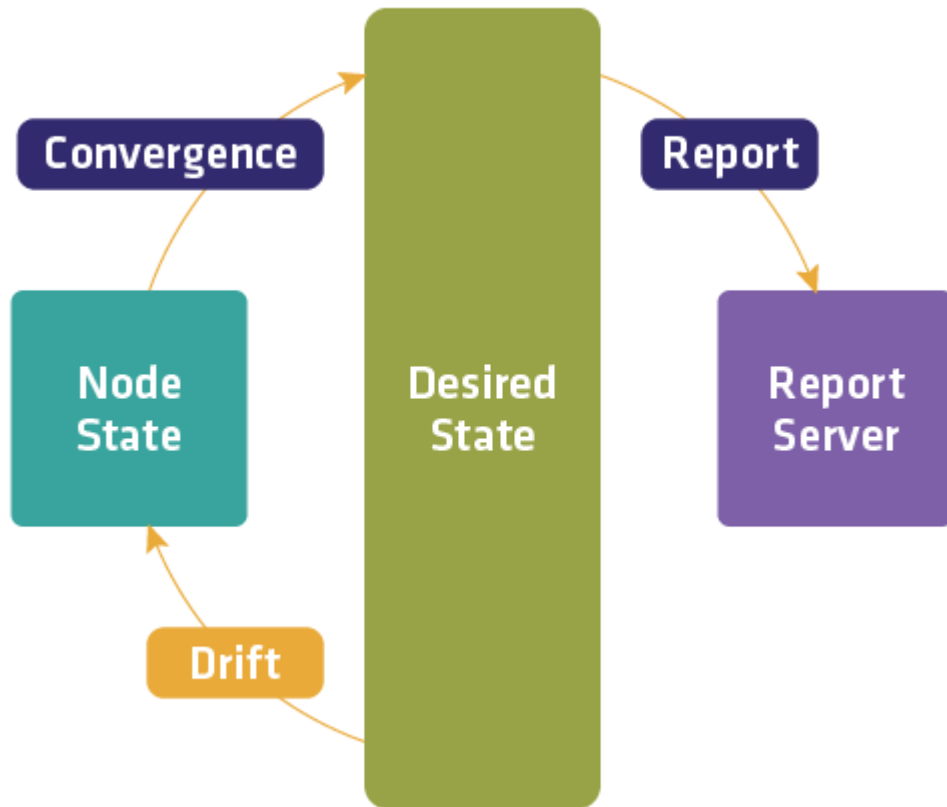 Convergence
Report
Node
State
Desired
State
Report
Server
Drift